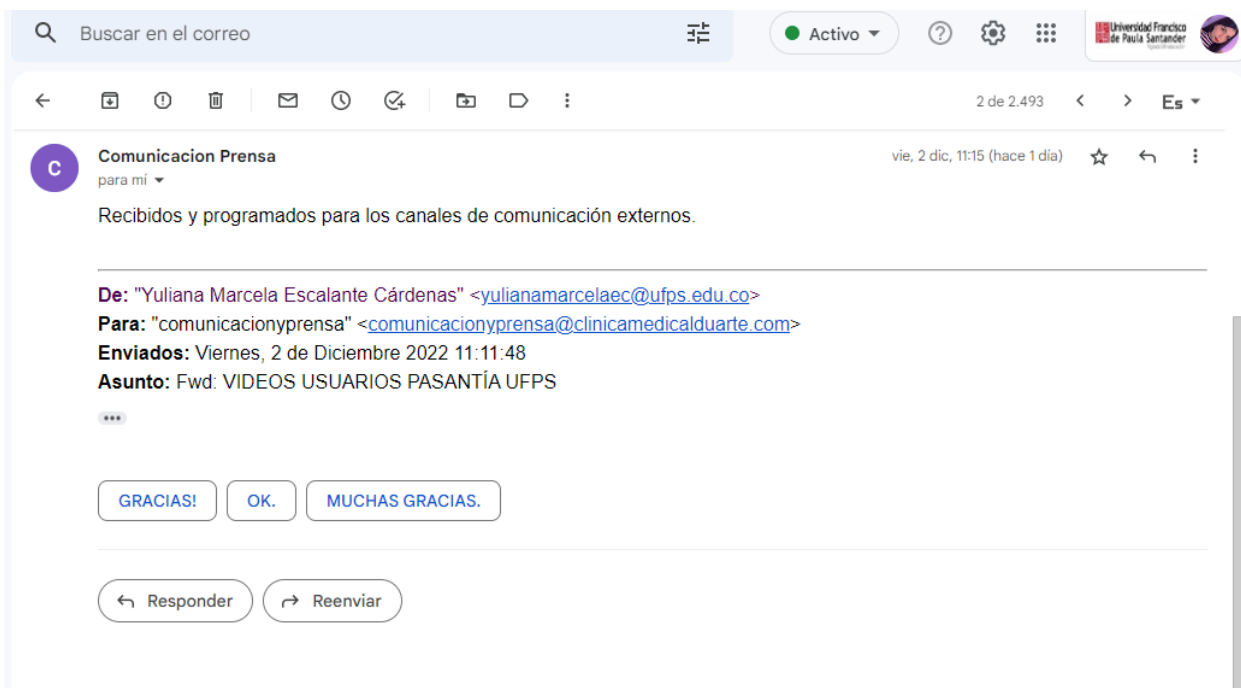 Buscar en el correo
Activo
Universidad Francisco
de Paula Santander
2 de 2.493
Es
C
Comunicacion Prensa
vie, 2 dic, 11:15 (hace 1 día)
para mí
Recibidos y programados para los canales de comunicación externos.
De: "Yuliana Marcela Escalante Cárdenas" <yulianamarcelaec@ufps.edu.co>
Para: "comunicacionyprensa" <comunicacionyprensa@clinicamedicalduarte.com>
Enviados: Viernes, 2 de Diciembre 2022 11:11:48
Asunto: Fwd: VIDEOS USUARIOS PASANTÍA UFPS
GRACIAS!
OK.
MUCHAS GRACIAS.
Responder
Reenviar